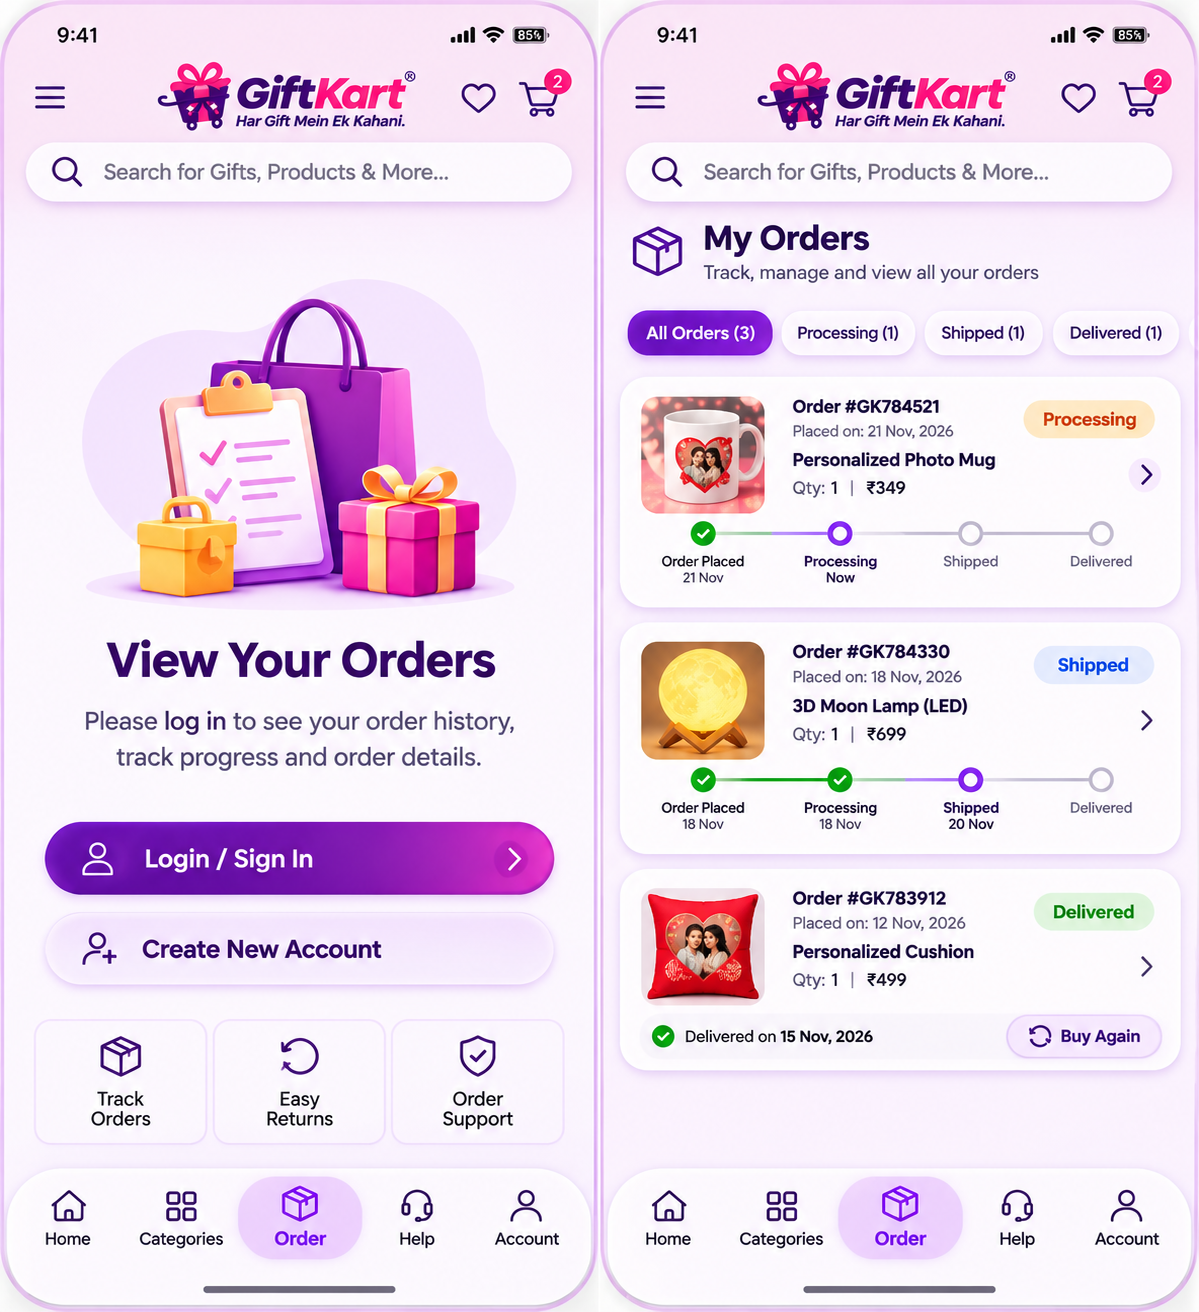 9:41
85%
GiftKart®
Har Gift Mein Ek Kahani.
2
Search for Gifts, Products & More...
View Your Orders
Please log in to see your order history,
track progress and order details.
Login / Sign In
Create New Account
Track
Orders
Easy
Returns
Order
Support
Home
Categories
Order
Help
Account
9:41
85%
GiftKart®
Har Gift Mein Ek Kahani.
2
Search for Gifts, Products & More...
My Orders
Track, manage and view all your orders
All Orders (3)
Processing (1)
Shipped (1)
Delivered (1)
Order #GK784521
Placed on: 21 Nov, 2026
Processing
Personalized Photo Mug
Qty: 1 | ₹349
Order Placed
21 Nov
Processing
Now
Shipped
Delivered
Order #GK784330
Placed on: 18 Nov, 2026
Shipped
3D Moon Lamp (LED)
Qty: 1 | ₹699
Order Placed
18 Nov
Processing
18 Nov
Shipped
20 Nov
Delivered
Order #GK783912
Placed on: 12 Nov, 2026
Delivered
Personalized Cushion
Qty: 1 | ₹499
Delivered on 15 Nov, 2026
Buy Again
Home
Categories
Order
Help
Account